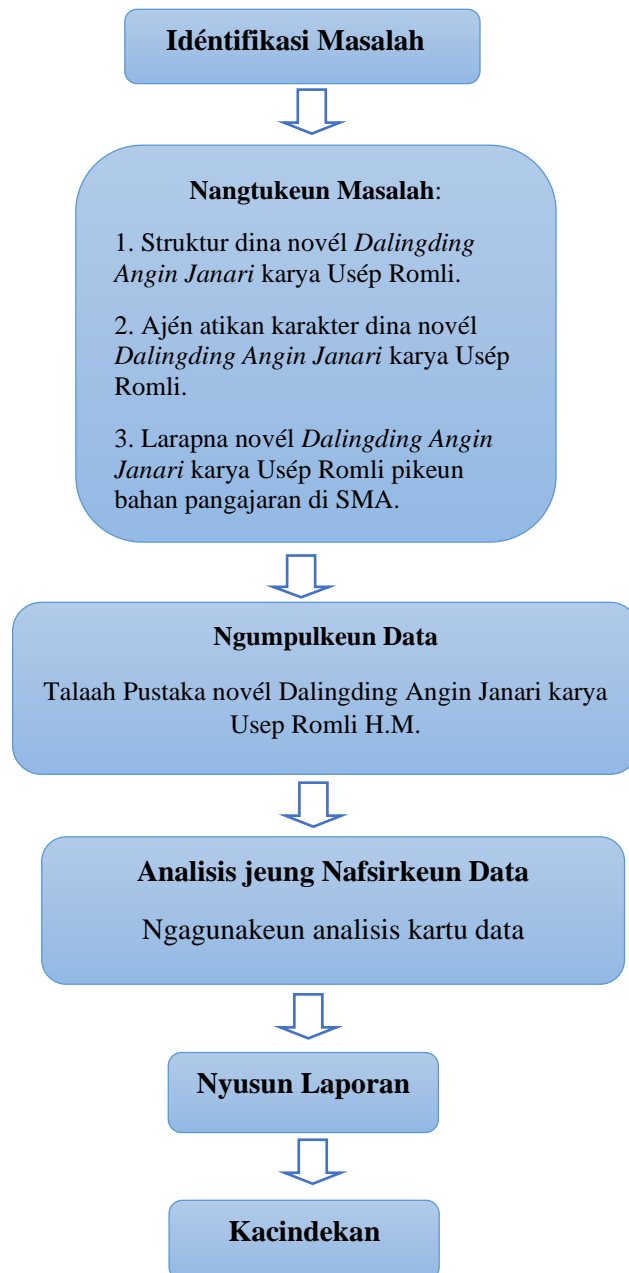 Idéntifikasi Masalah
Nangtukeun Masalah:
1. Struktur dina novél Dalingding
Angin Janari karya Usép Romli.
2. Ajén atikan karakter dina novél
Dalingding Angin Janari karya Usép
Romli.
3. Larapna novél Dalingding Angin
Janari karya Usép Romli pikeun
bahan pangajaran di SMA.
Ngumpulkeun Data
Talaah Pustaka novél Dalingding Angin Janari karya
Usep Romli H.M.
Analisis jeung Nafsirkeun Data
Ngagunakeun analisis kartu data
Nyusun Laporan
Kacindekan